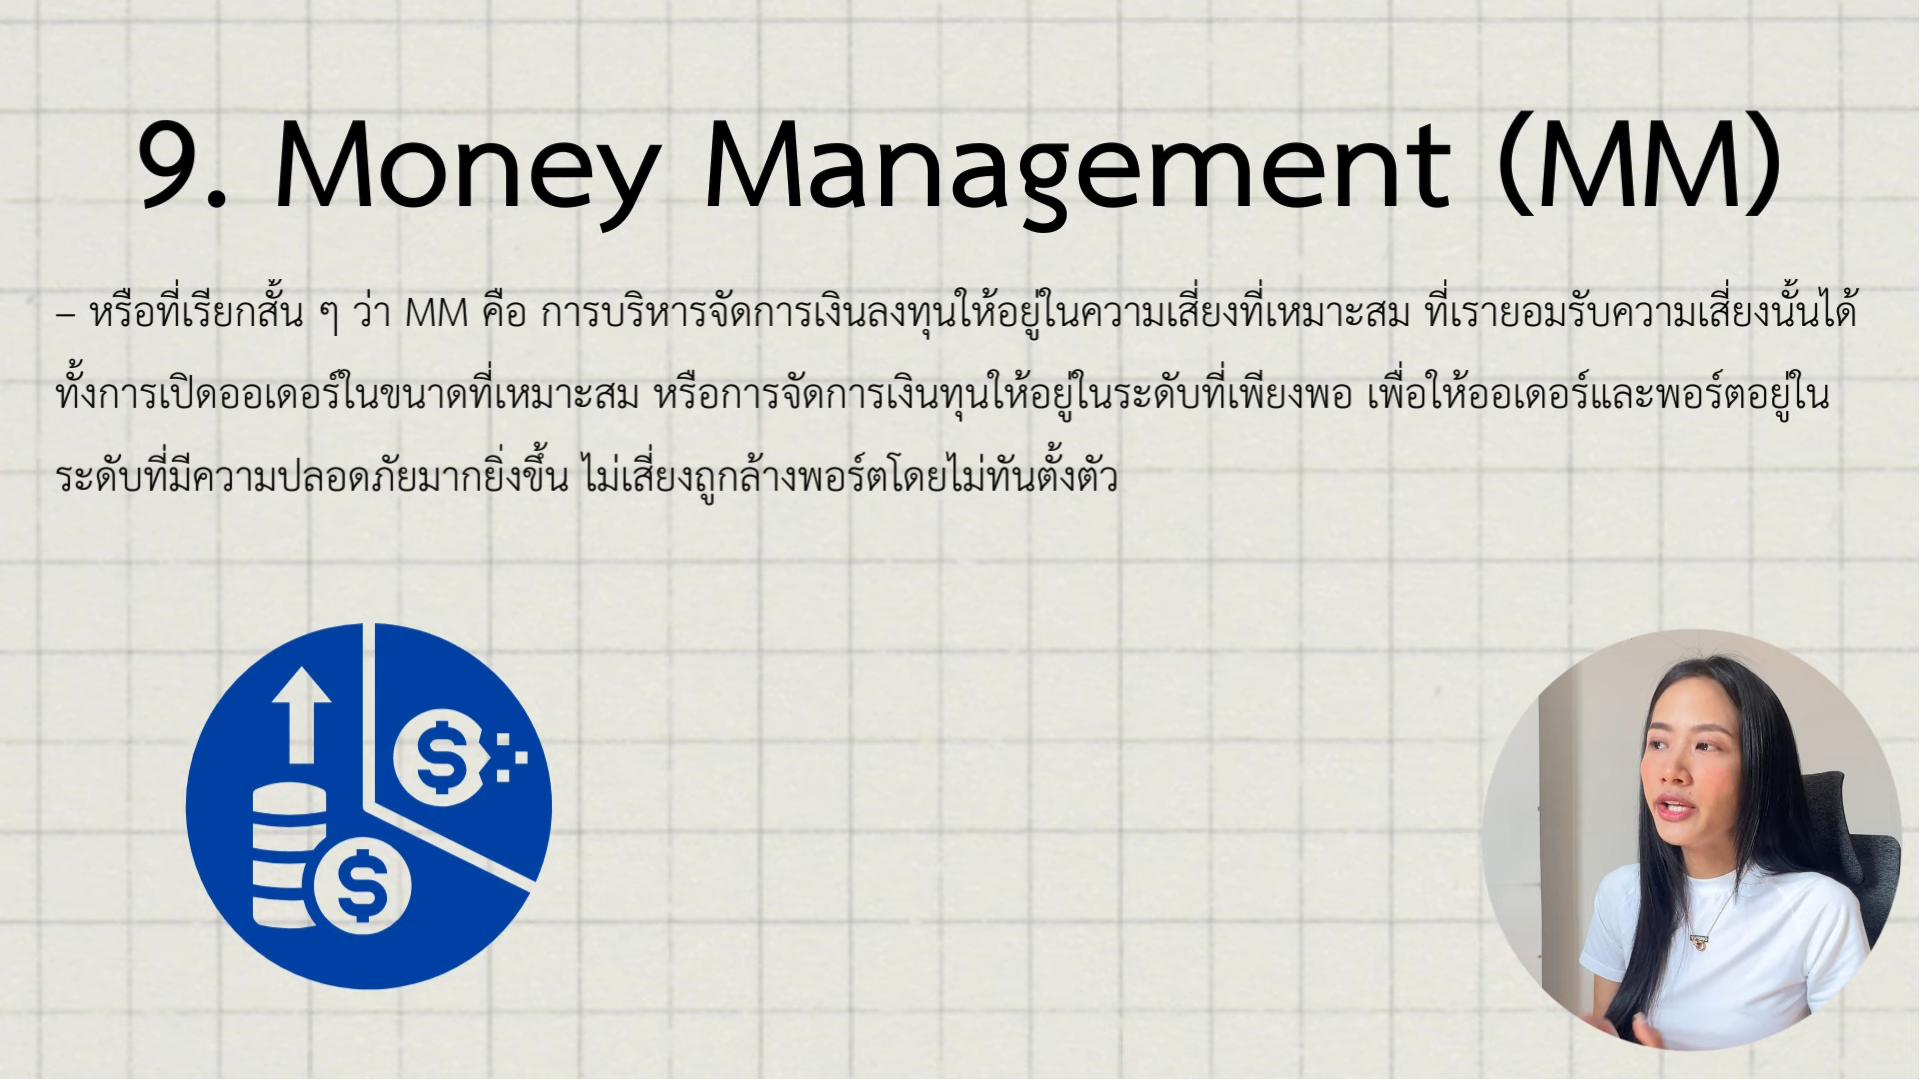 9. Money Management (MM)
– หรือที่เรียกสั้น ๆ ว่า MM คือ การบริหารจัดการเงินลงทุนให้อยู่ในความเสี่ยงที่เหมาะสม ที่เรายอมรับความเสี่ยงนั้นได้
ทั้งการเปิดออเดอร์ในขนาดที่เหมาะสม หรือการจัดการเงินทุนให้อยู่ในระดับที่เพียงพอ เพื่อให้ออเดอร์และพอร์ตอยู่ใน
ระดับที่มีความปลอดภัยมากยิ่งขึ้น ไม่เสี่ยงถูกล้างพอร์ตโดยไม่ทันตั้งตัว